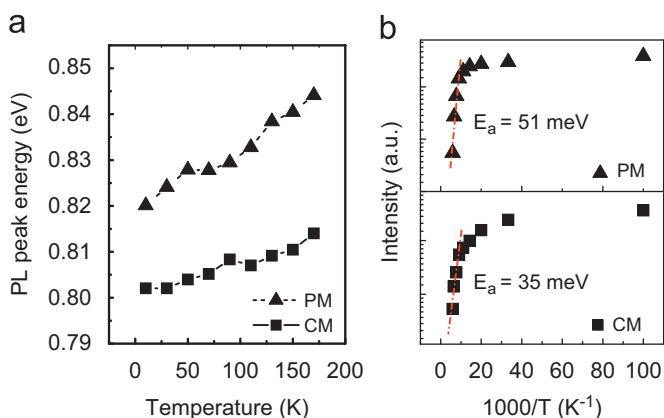 a
0.85
0.84
0.83
0.82
0.81
0.80
0.79
PL peak energy (eV)
PM
CM
0 50 100 150 200
Temperature (K)
b
Intensity (a.u.)
Eₐ = 51 meV
PM
Eₐ = 35 meV
CM
0 20 40 60 80 100
1000/T (K⁻¹)